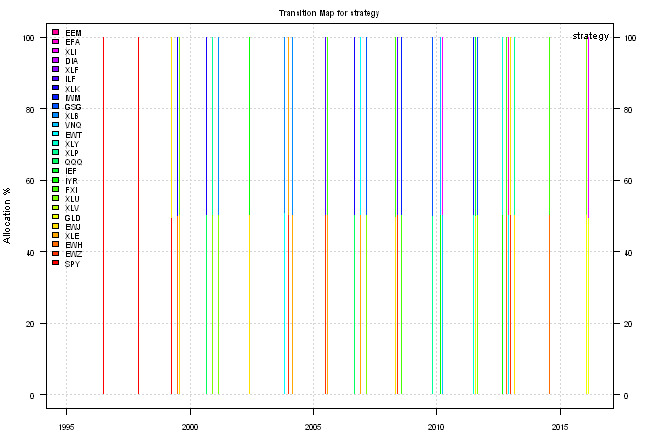 Transition Map for strategy
strategy
Allocation %
100
80
60
40
20
0
100
80
60
40
20
0
1995
2000
2005
2010
2015
EEM
EFA
XLI
DIA
XLF
ILF
XLK
IWM
GSG
XLB
VNQ
EWT
XLY
XLP
QQQ
IEF
IYR
FXI
XLU
XLV
GLD
EWJ
XLE
EWH
EWZ
SPY